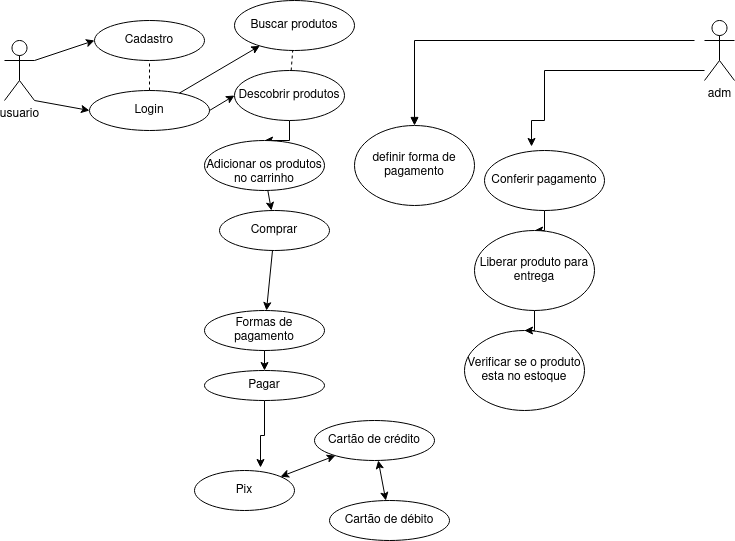 Buscar produtos
Cadastro
usuario
Login
Descobrir produtos
Adicionar os produtos
no carrinho
Comprar
Formas de
pagamento
Pagar
Pix
Cartão de crédito
Cartão de débito
adm
definir forma de
pagamento
Conferir pagamento
Liberar produto para
entrega
Verificar se o produto
esta no estoque